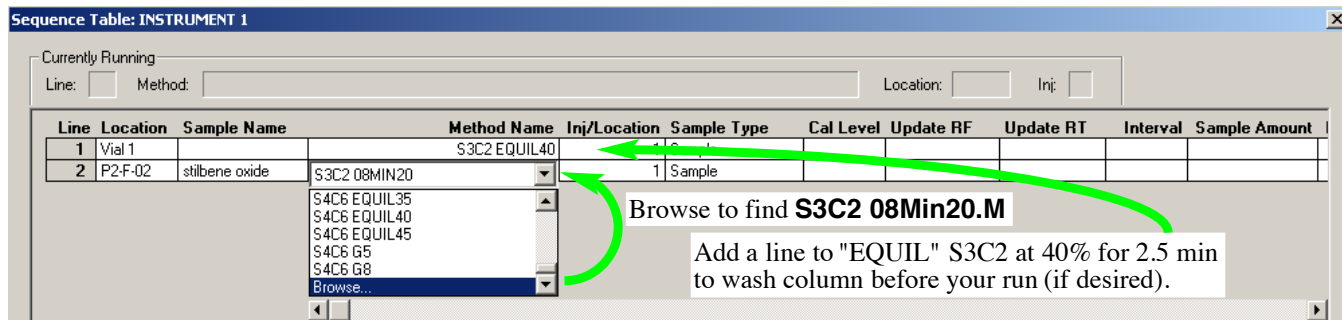 Sequence Table: INSTRUMENT 1
Currently Running
Line: Method: Location: Inj:
Line Location Sample Name Method Name Inj/Location Sample Type Cal Level Update RF Update RT Interval Sample Amount
1 Vial 1 S3C2 EQUIL40 1 Sample
2 P2-F-02 stilbene oxide S3C2 08MIN20 1 Sample
S4C6 EQUIL35
S4C6 EQUIL40
S4C6 EQUIL45
S4C6 G5
S4C6 G8
Browse...
Browse to find S3C2 08Min20.M
Add a line to "EQUIL" S3C2 at 40% for 2.5 min
to wash column before your run (if desired).